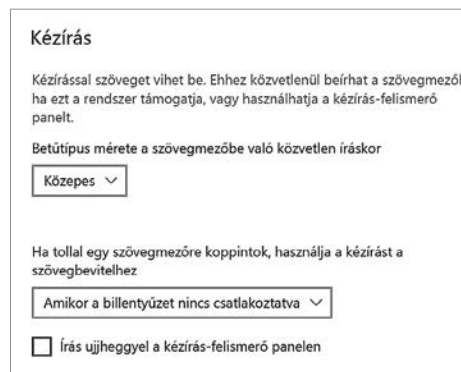 Kézírás
Kézírással szöveget vihet be. Ehhez közvetlenül beírhat a szövegmezől
ha ezt a rendszer támogatja, vagy használhatja a kézírás-felismerő
panelt.
Betűtípus mérete a szövegmezőbe való közvetlen íráskor
Közepes
Ha tollal egy szövegmezőre koppintok, használja a kézírást a
szövegbevitelhez
Amikor a billentyűzet nincs csatlakoztatva
Írás ujjheggyel a kézírás-felismerő panelen